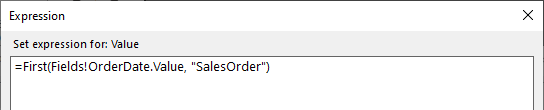 Expression
Set expression for: Value
=First(Fields!OrderDate.Value, "SalesOrder")